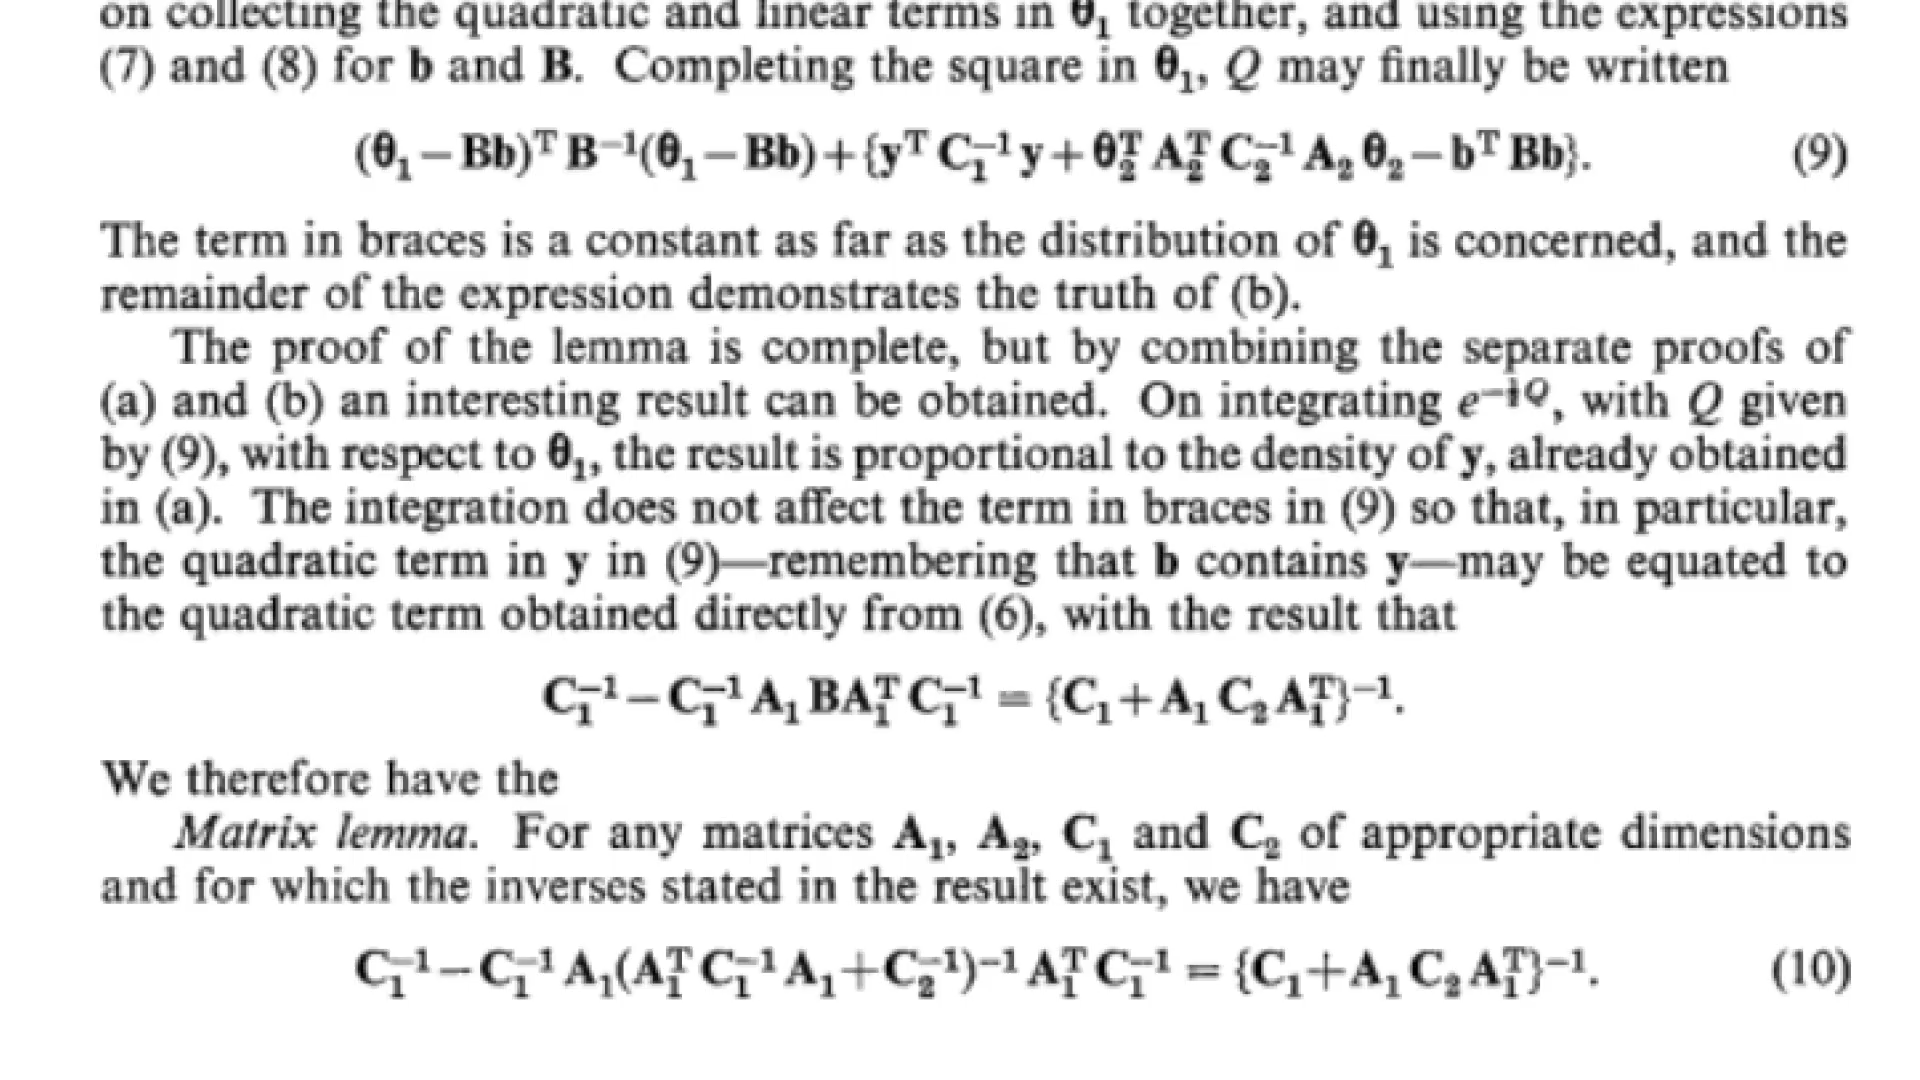 on collecting the quadratic and linear terms in θ₁ together, and using the expressions
(7) and (8) for b and B. Completing the square in θ₁, Q may finally be written
(θ₁ − Bb)ᵀ B⁻¹(θ₁ − Bb) + {yᵀ C₁⁻¹ y + θ₂ᵀ A₂ᵀ C₂⁻¹ A₂ θ₂ − bᵀ Bb}. (9)
The term in braces is a constant as far as the distribution of θ₁ is concerned, and the
remainder of the expression demonstrates the truth of (b).
The proof of the lemma is complete, but by combining the separate proofs of
(a) and (b) an interesting result can be obtained. On integrating e^{−½Q}, with Q given
by (9), with respect to θ₁, the result is proportional to the density of y, already obtained
in (a). The integration does not affect the term in braces in (9) so that, in particular,
the quadratic term in y in (9)—remembering that b contains y—may be equated to
the quadratic term obtained directly from (6), with the result that
C₁⁻¹ − C₁⁻¹ A₁ BA₁ᵀ C₁⁻¹ = {C₁ + A₁ C₂ A₁ᵀ}⁻¹.
We therefore have the
Matrix lemma. For any matrices A₁, A₂, C₁ and C₂ of appropriate dimensions
and for which the inverses stated in the result exist, we have
C₁⁻¹ − C₁⁻¹ A₁(A₁ᵀ C₁⁻¹ A₁ + C₂⁻¹)⁻¹ A₁ᵀ C₁⁻¹ = {C₁ + A₁ C₂ A₁ᵀ}⁻¹. (10)